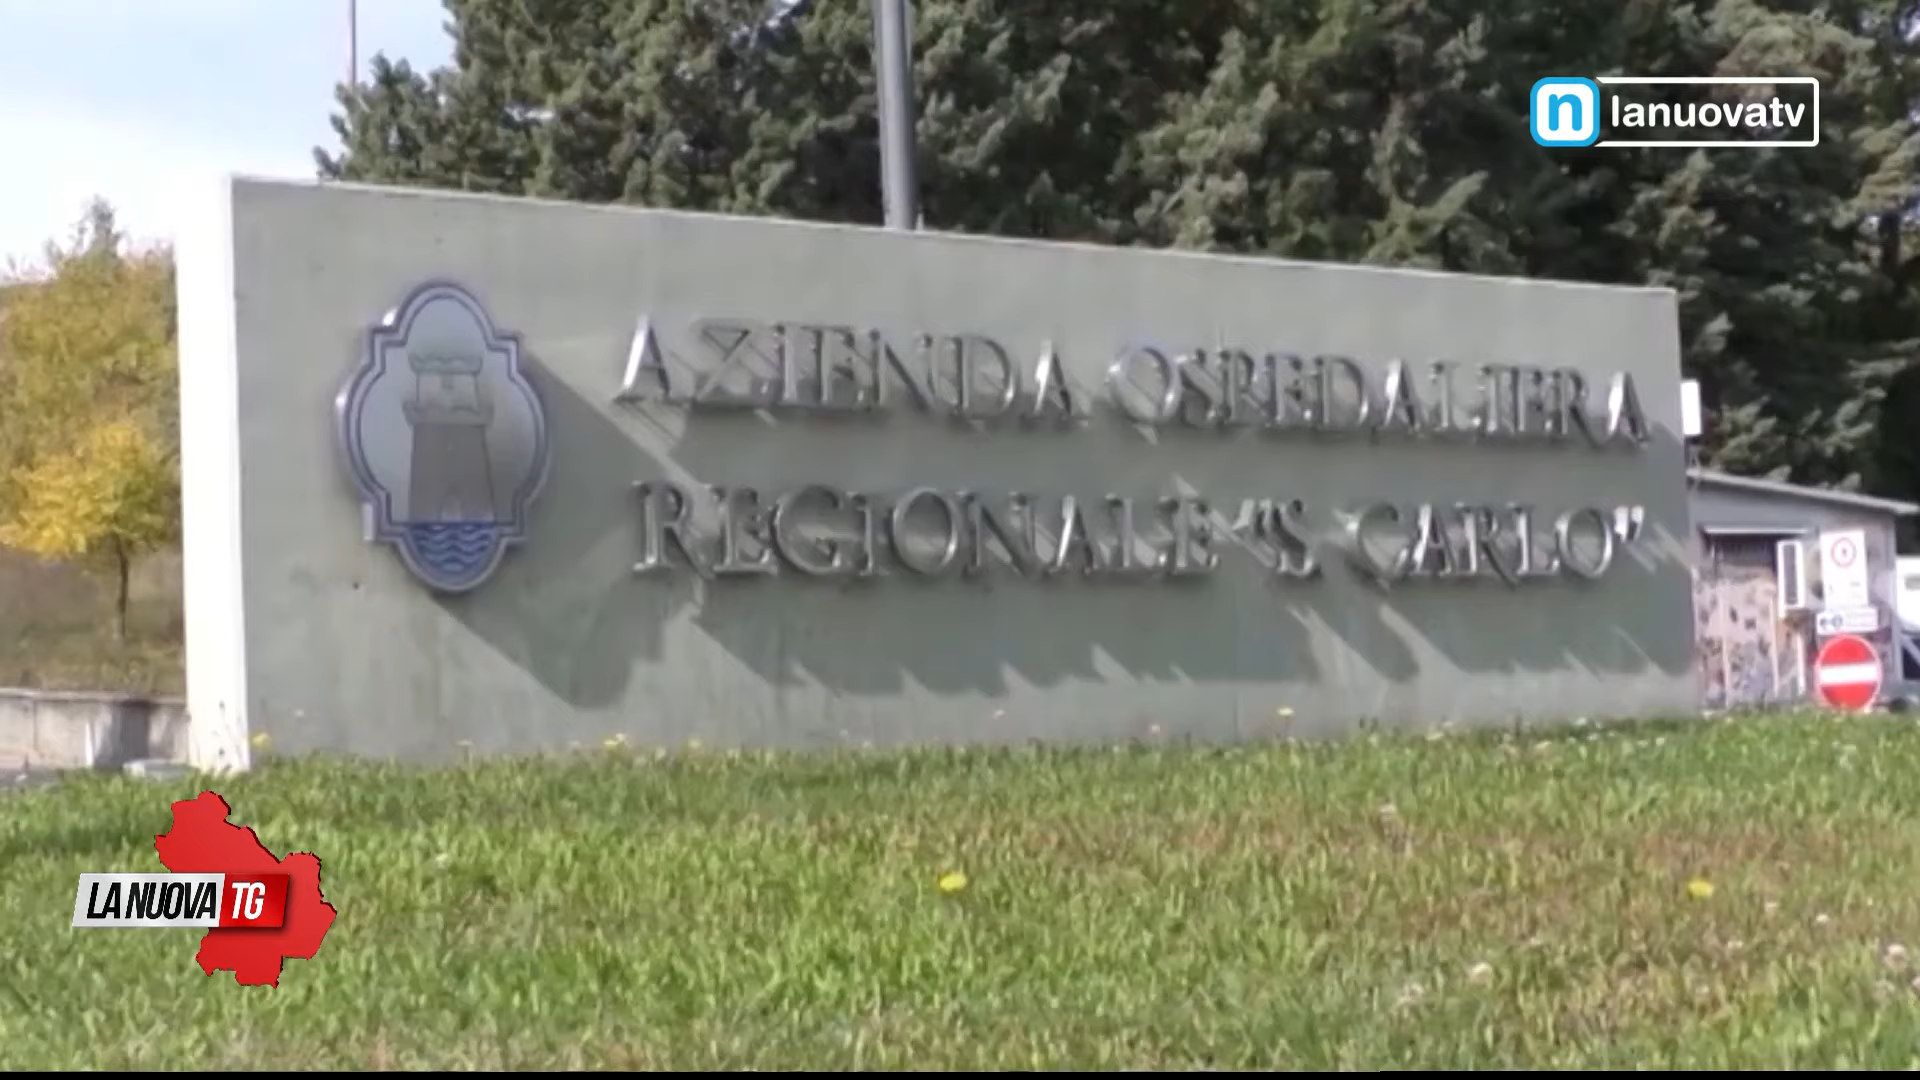 lanuovatv
AZIENDA OSPEDALIERA
REGIONALE "S. CARLO"
LA NUOVA TG